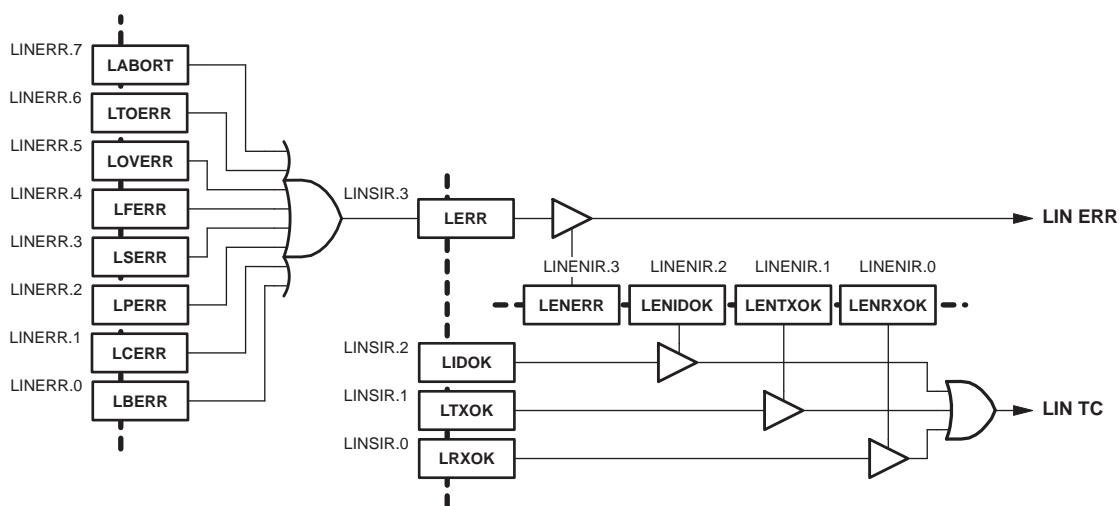 LINERR.7 LABORT
LINERR.6 LTOERR
LINERR.5 LOVERR
LINERR.4 LFERR
LINERR.3 LSERR
LINERR.2 LPERR
LINERR.1 LCERR
LINERR.0 LBERR
LINSIR.3 LERR LIN ERR
LINENIR.3 LINENIR.2 LINENIR.1 LINENIR.0
LENERR LENIDOK LENTXOK LENRXOK
LINSIR.2 LIDOK
LINSIR.1 LTXOK LIN TC
LINSIR.0 LRXOK